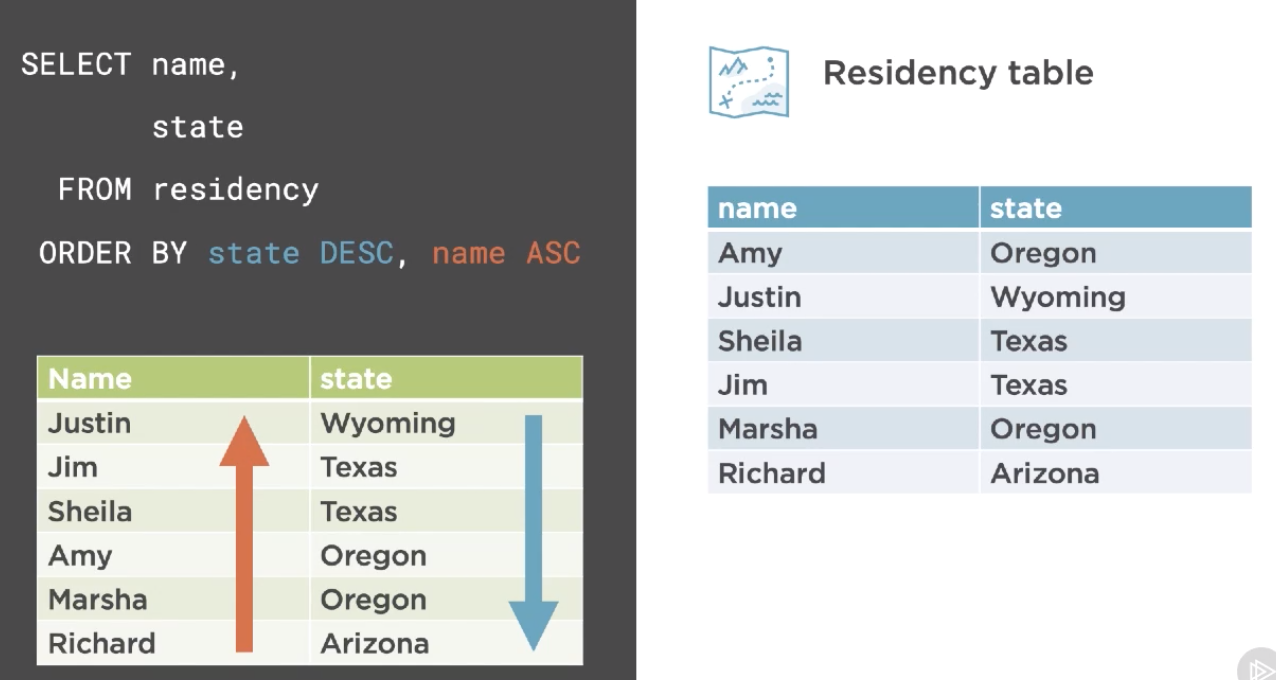 SELECT name,
state
FROM residency
ORDER BY state DESC, name ASC
Name state
Justin Wyoming
Jim Texas
Sheila Texas
Amy Oregon
Marsha Oregon
Richard Arizona
Residency table
name state
Amy Oregon
Justin Wyoming
Sheila Texas
Jim Texas
Marsha Oregon
Richard Arizona